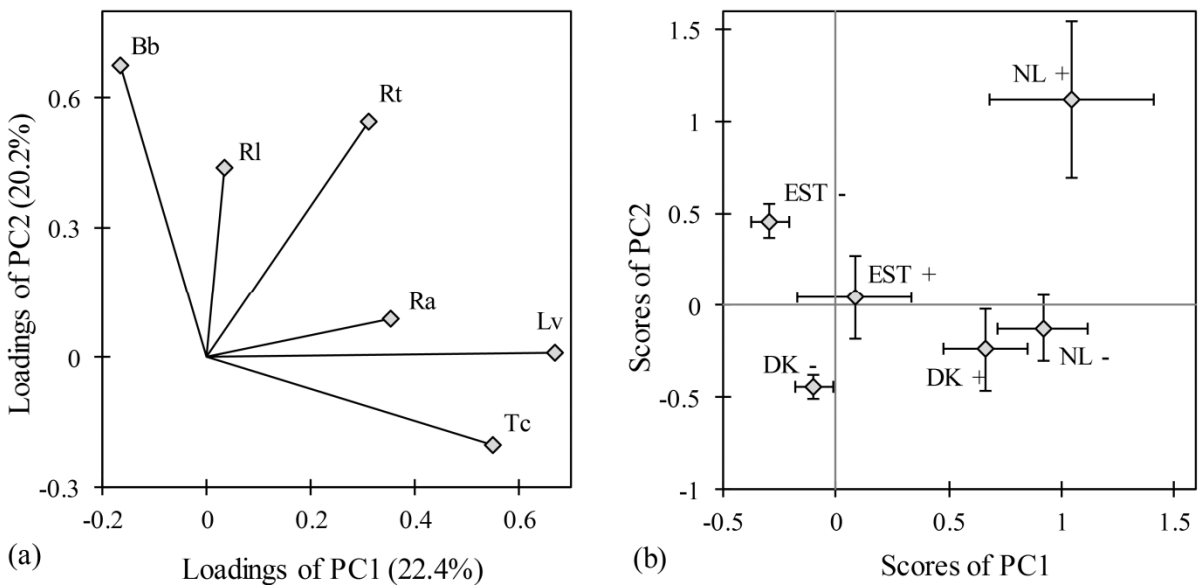 Bb
Rt
Rl
Ra
Lv
Tc
0.6
0.3
0
-0.3
-0.2
0
0.2
0.4
0.6
Loadings of PC2 (20.2%)
Loadings of PC1 (22.4%)
(a)
1.5
1
0.5
0
-0.5
-1
NL +
EST -
EST +
DK -
DK +
NL -
-0.5
0
0.5
1
1.5
Scores of PC2
Scores of PC1
(b)